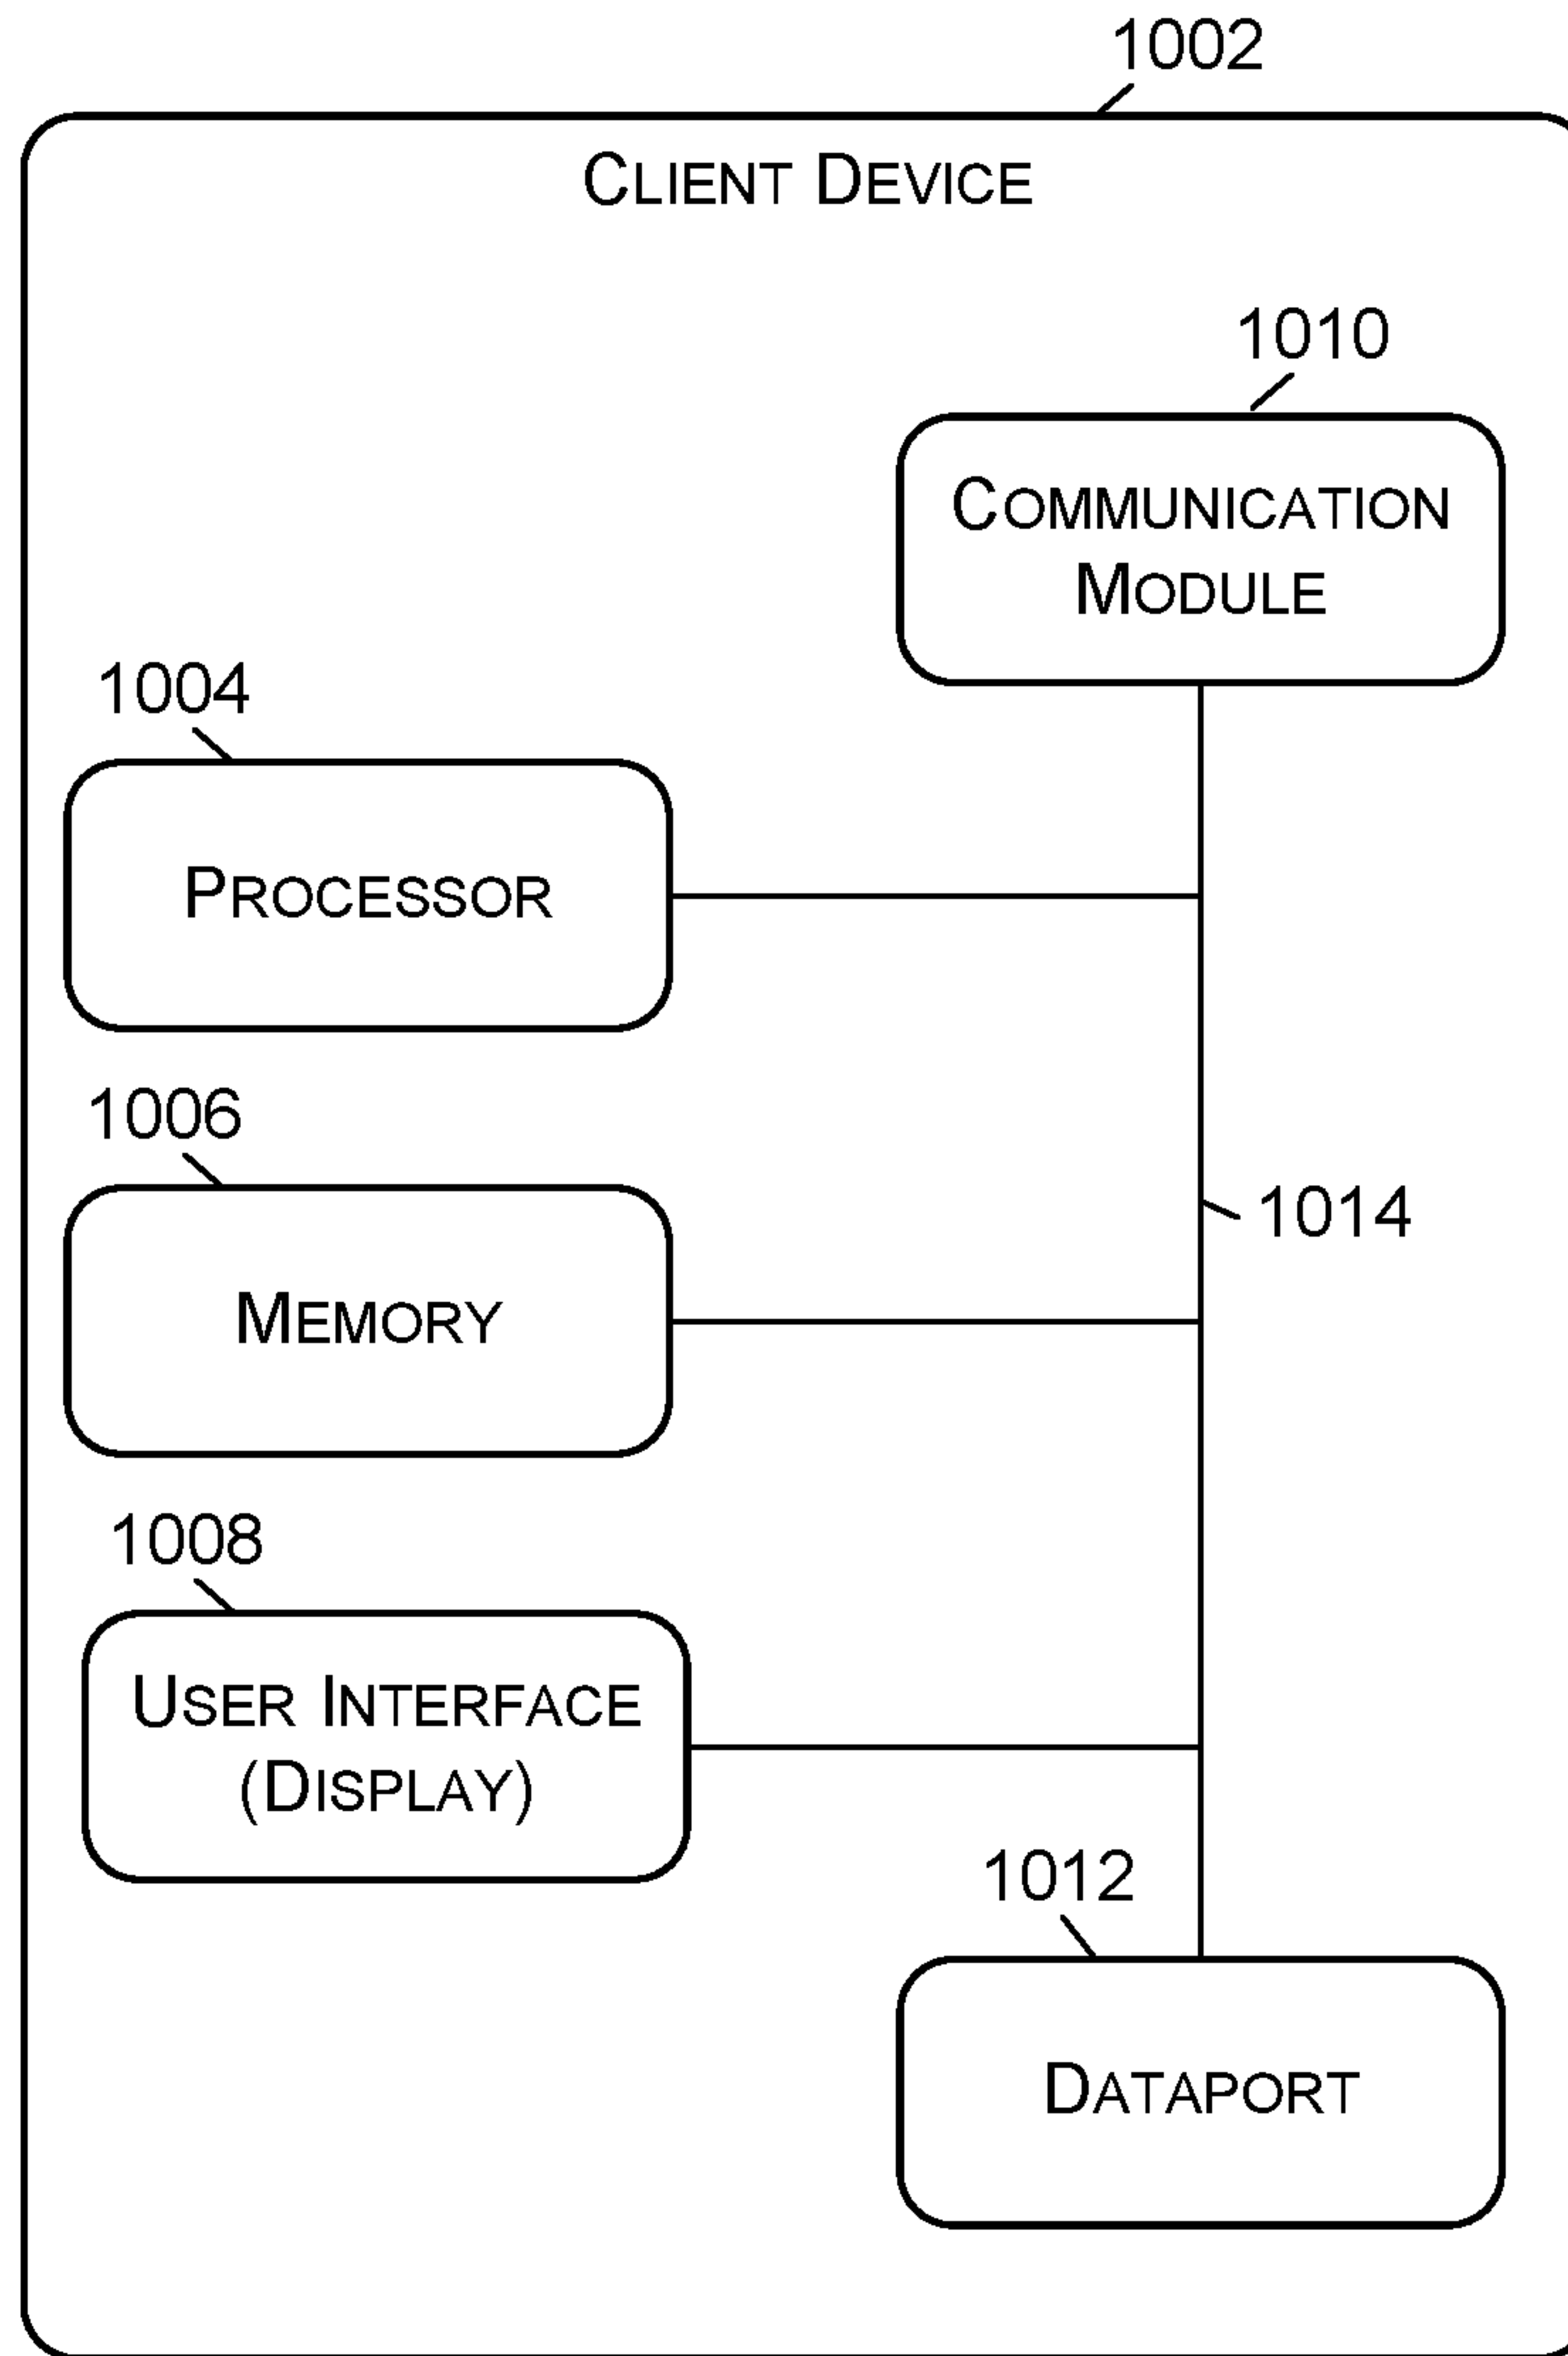 1002
CLIENT DEVICE
1010
COMMUNICATION
MODULE
1004
PROCESSOR
1006
1014
MEMORY
1008
USER INTERFACE
(DISPLAY)
1012
DATAPORT